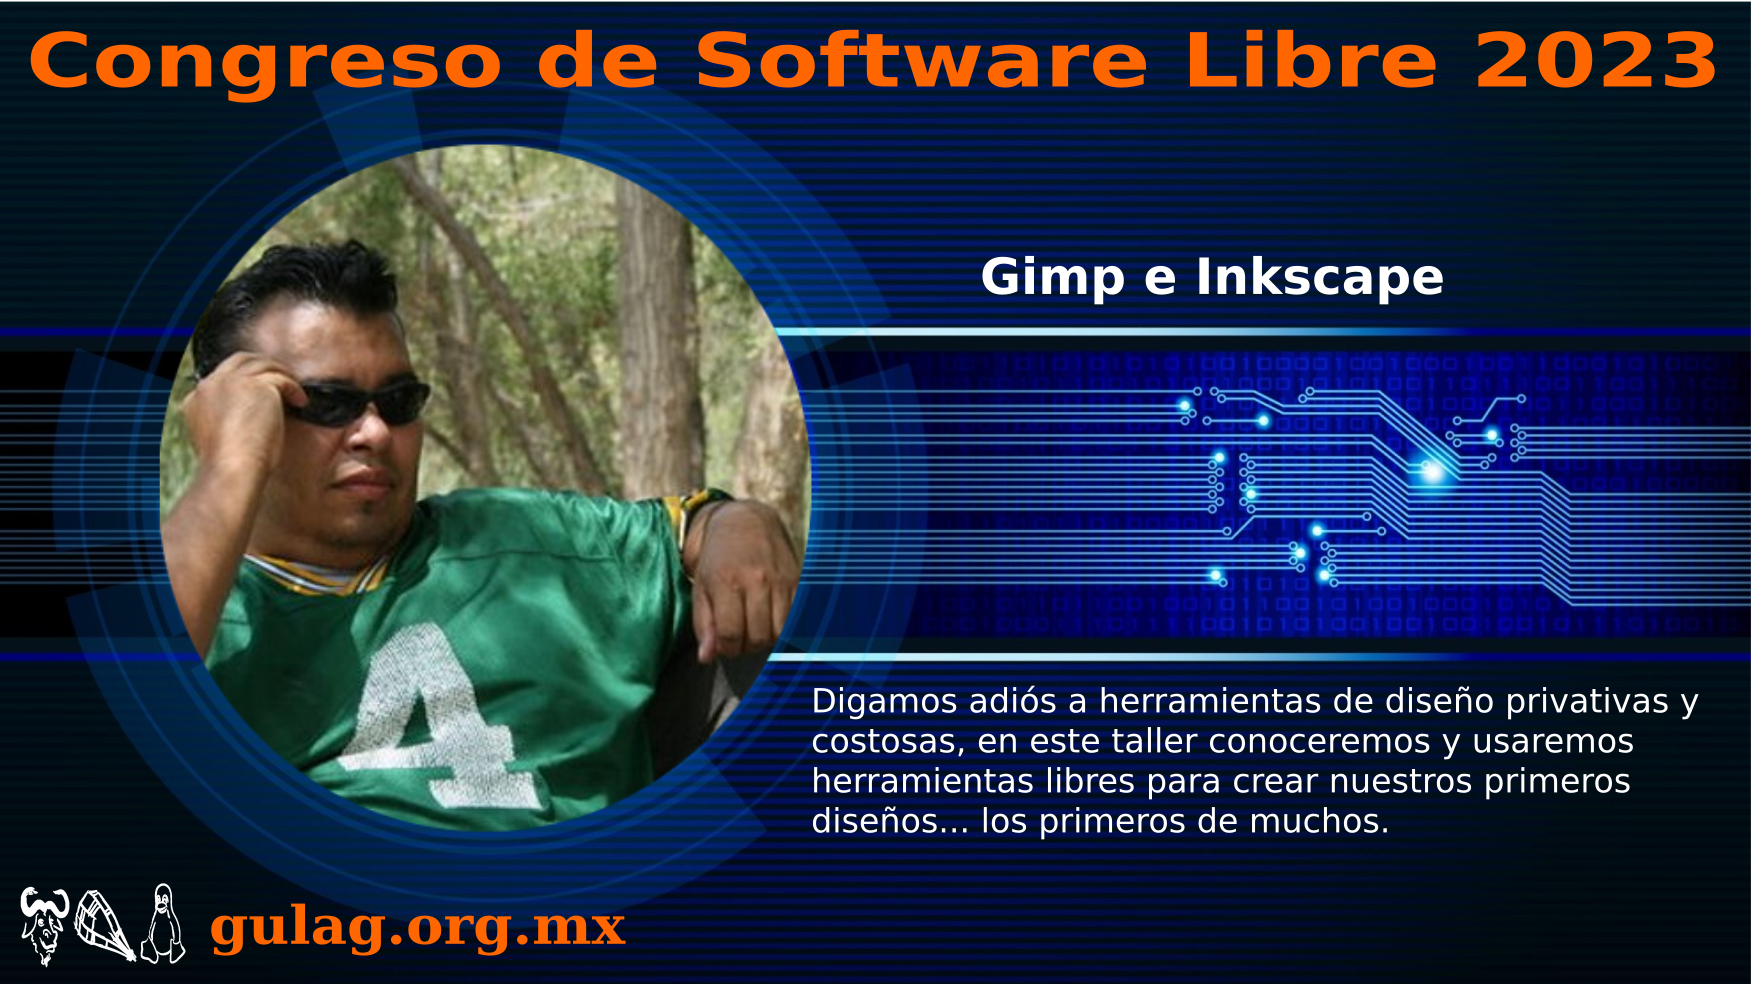 Congreso de Software Libre 2023
Gimp e Inkscape
Digamos adiós a herramientas de diseño privativas y
costosas, en este taller conoceremos y usaremos
herramientas libres para crear nuestros primeros
diseños... los primeros de muchos.
4
gulag.org.mx